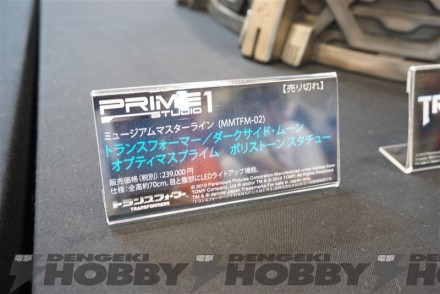 PRIME 1
STUDIO
【売り切れ】
ミュージアムマスターライン (MMTFM-02)
トランスフォーマー/ダークサイド・ムーン
オプティマスプライム ポリストーン スタチュー
販売価格(税別):239,000円
仕様:全高約70cm、目と腹部にLEDライトアップ機能。
トランスフォーマー
TRANSFORMERS
TR
DENGEKI
HOBBY
DENGEKI
HOBBY